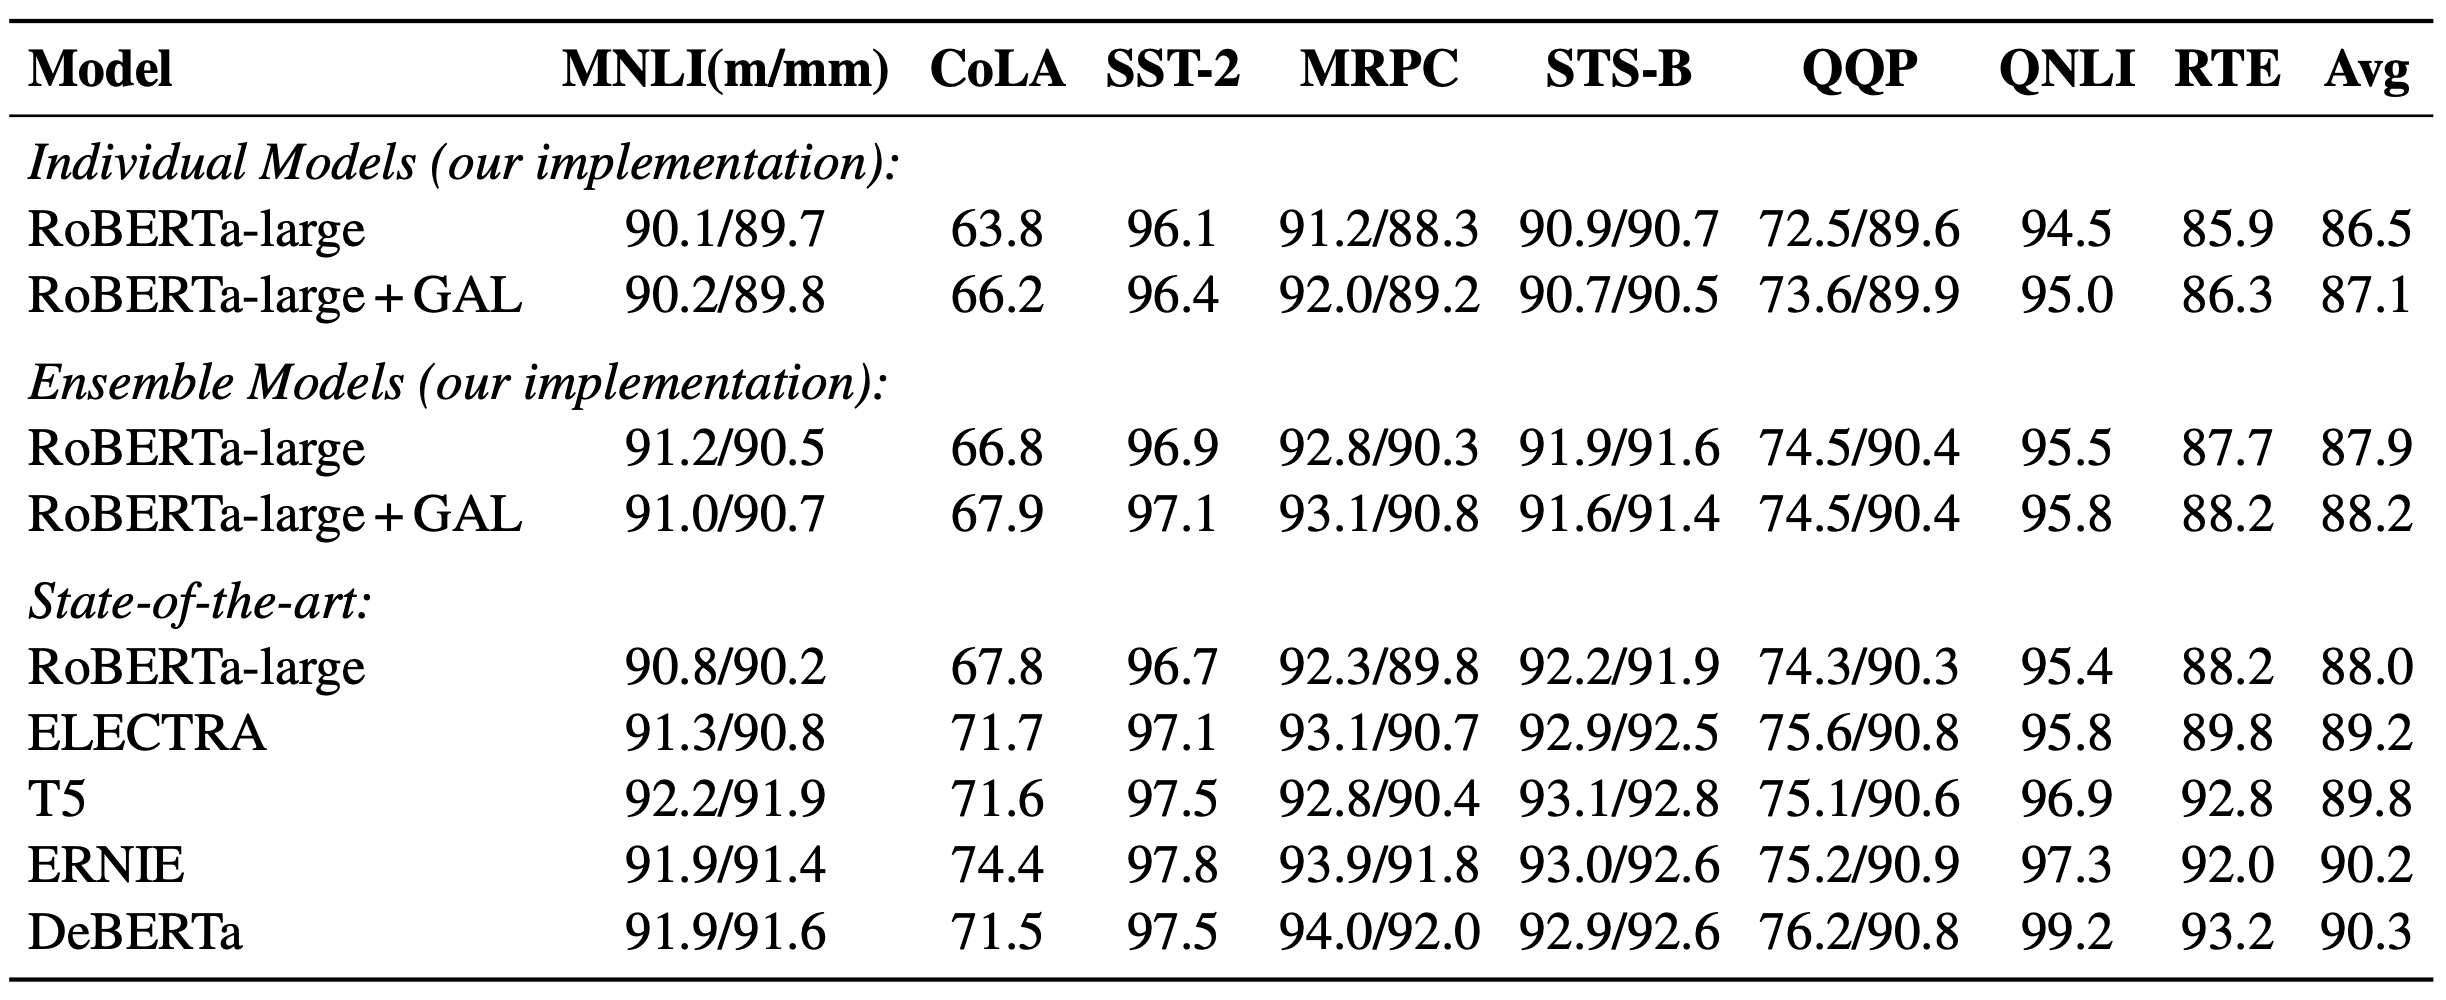 Model MNLI(m/mm) CoLA SST-2 MRPC STS-B QQP QNLI RTE Avg
Individual Models (our implementation):
RoBERTa-large 90.1/89.7 63.8 96.1 91.2/88.3 90.9/90.7 72.5/89.6 94.5 85.9 86.5
RoBERTa-large + GAL 90.2/89.8 66.2 96.4 92.0/89.2 90.7/90.5 73.6/89.9 95.0 86.3 87.1
Ensemble Models (our implementation):
RoBERTa-large 91.2/90.5 66.8 96.9 92.8/90.3 91.9/91.6 74.5/90.4 95.5 87.7 87.9
RoBERTa-large + GAL 91.0/90.7 67.9 97.1 93.1/90.8 91.6/91.4 74.5/90.4 95.8 88.2 88.2
State-of-the-art:
RoBERTa-large 90.8/90.2 67.8 96.7 92.3/89.8 92.2/91.9 74.3/90.3 95.4 88.2 88.0
ELECTRA 91.3/90.8 71.7 97.1 93.1/90.7 92.9/92.5 75.6/90.8 95.8 89.8 89.2
T5 92.2/91.9 71.6 97.5 92.8/90.4 93.1/92.8 75.1/90.6 96.9 92.8 89.8
ERNIE 91.9/91.4 74.4 97.8 93.9/91.8 93.0/92.6 75.2/90.9 97.3 92.0 90.2
DeBERTa 91.9/91.6 71.5 97.5 94.0/92.0 92.9/92.6 76.2/90.8 99.2 93.2 90.3